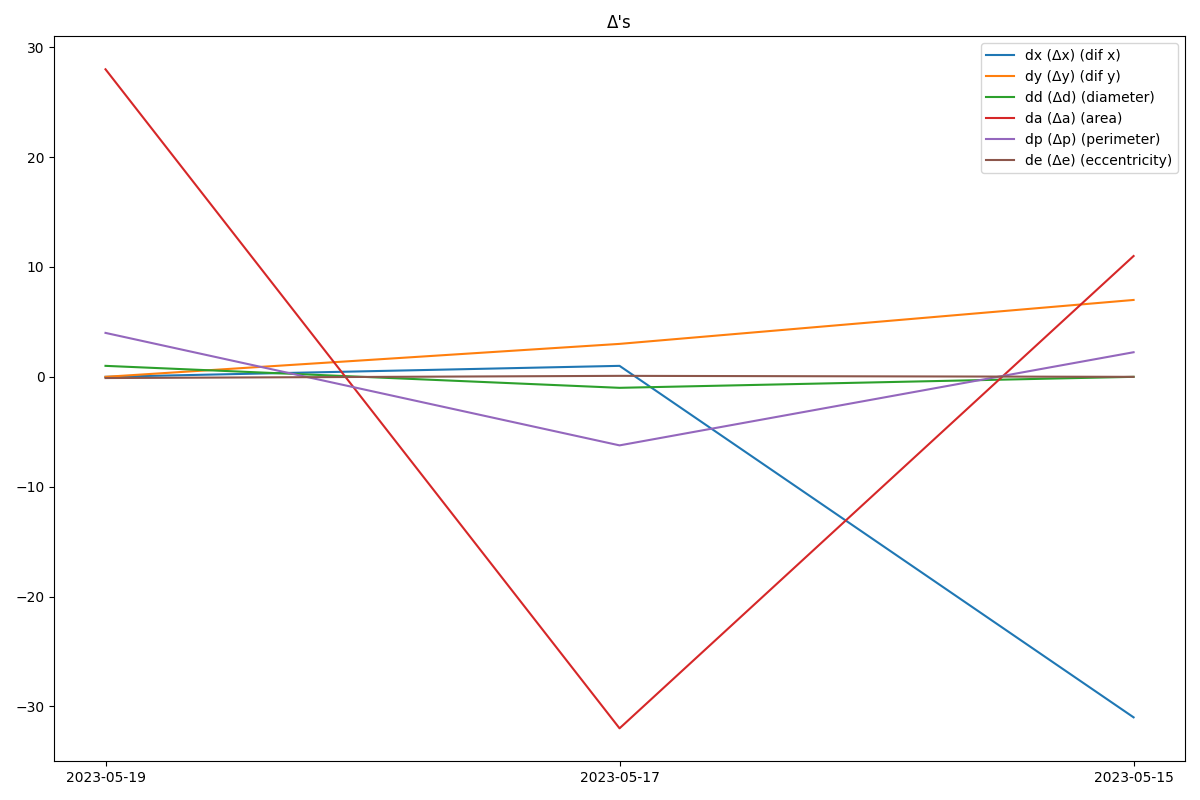 Δ's
dx (Δx) (dif x)
dy (Δy) (dif y)
dd (Δd) (diameter)
da (Δa) (area)
dp (Δp) (perimeter)
de (Δe) (eccentricity)
30
20
10
0
−10
−20
−30
2023-05-19 2023-05-17 2023-05-15